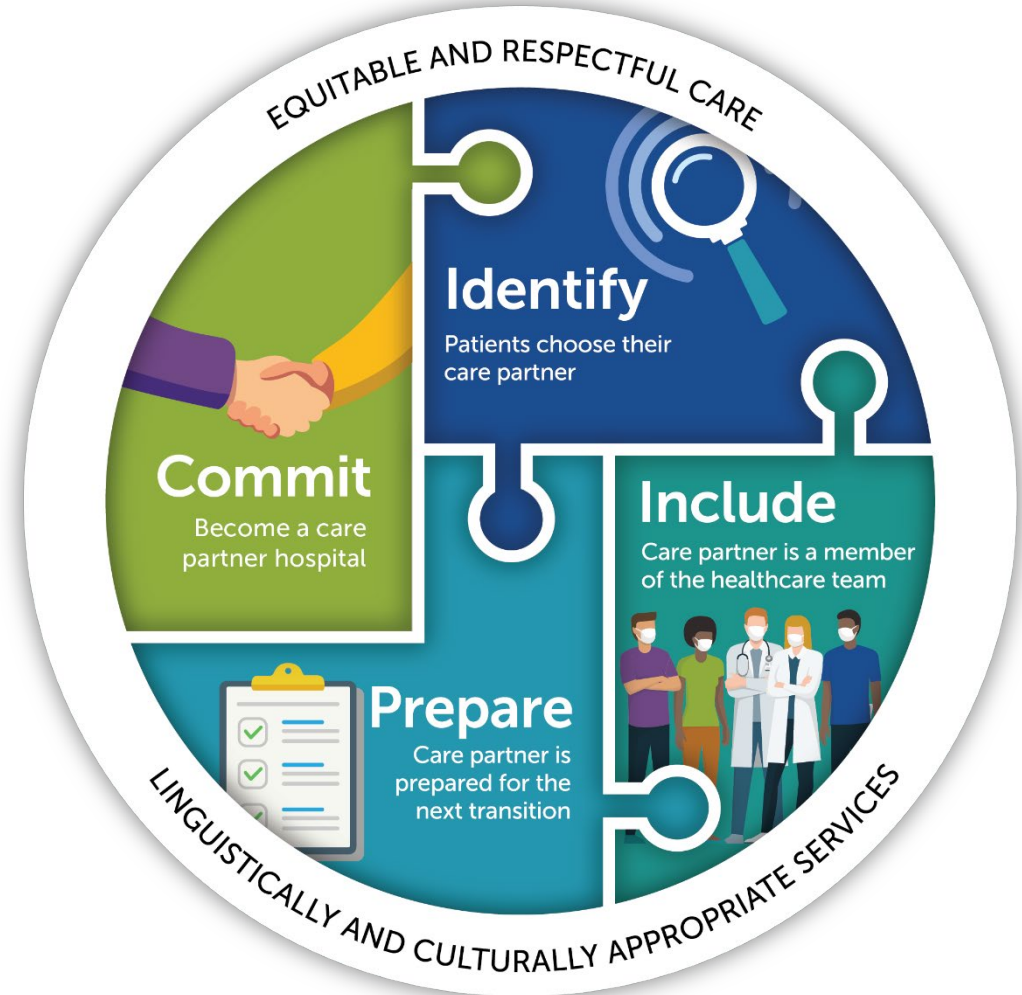 EQUITABLE AND RESPECTFUL CARE
Commit
Become a care
partner hospital
Identify
Patients choose their
care partner
Include
Care partner is a member
of the healthcare team
Prepare
Care partner is
prepared for the
next transition
LINGUISTICALLY AND CULTURALLY APPROPRIATE SERVICES